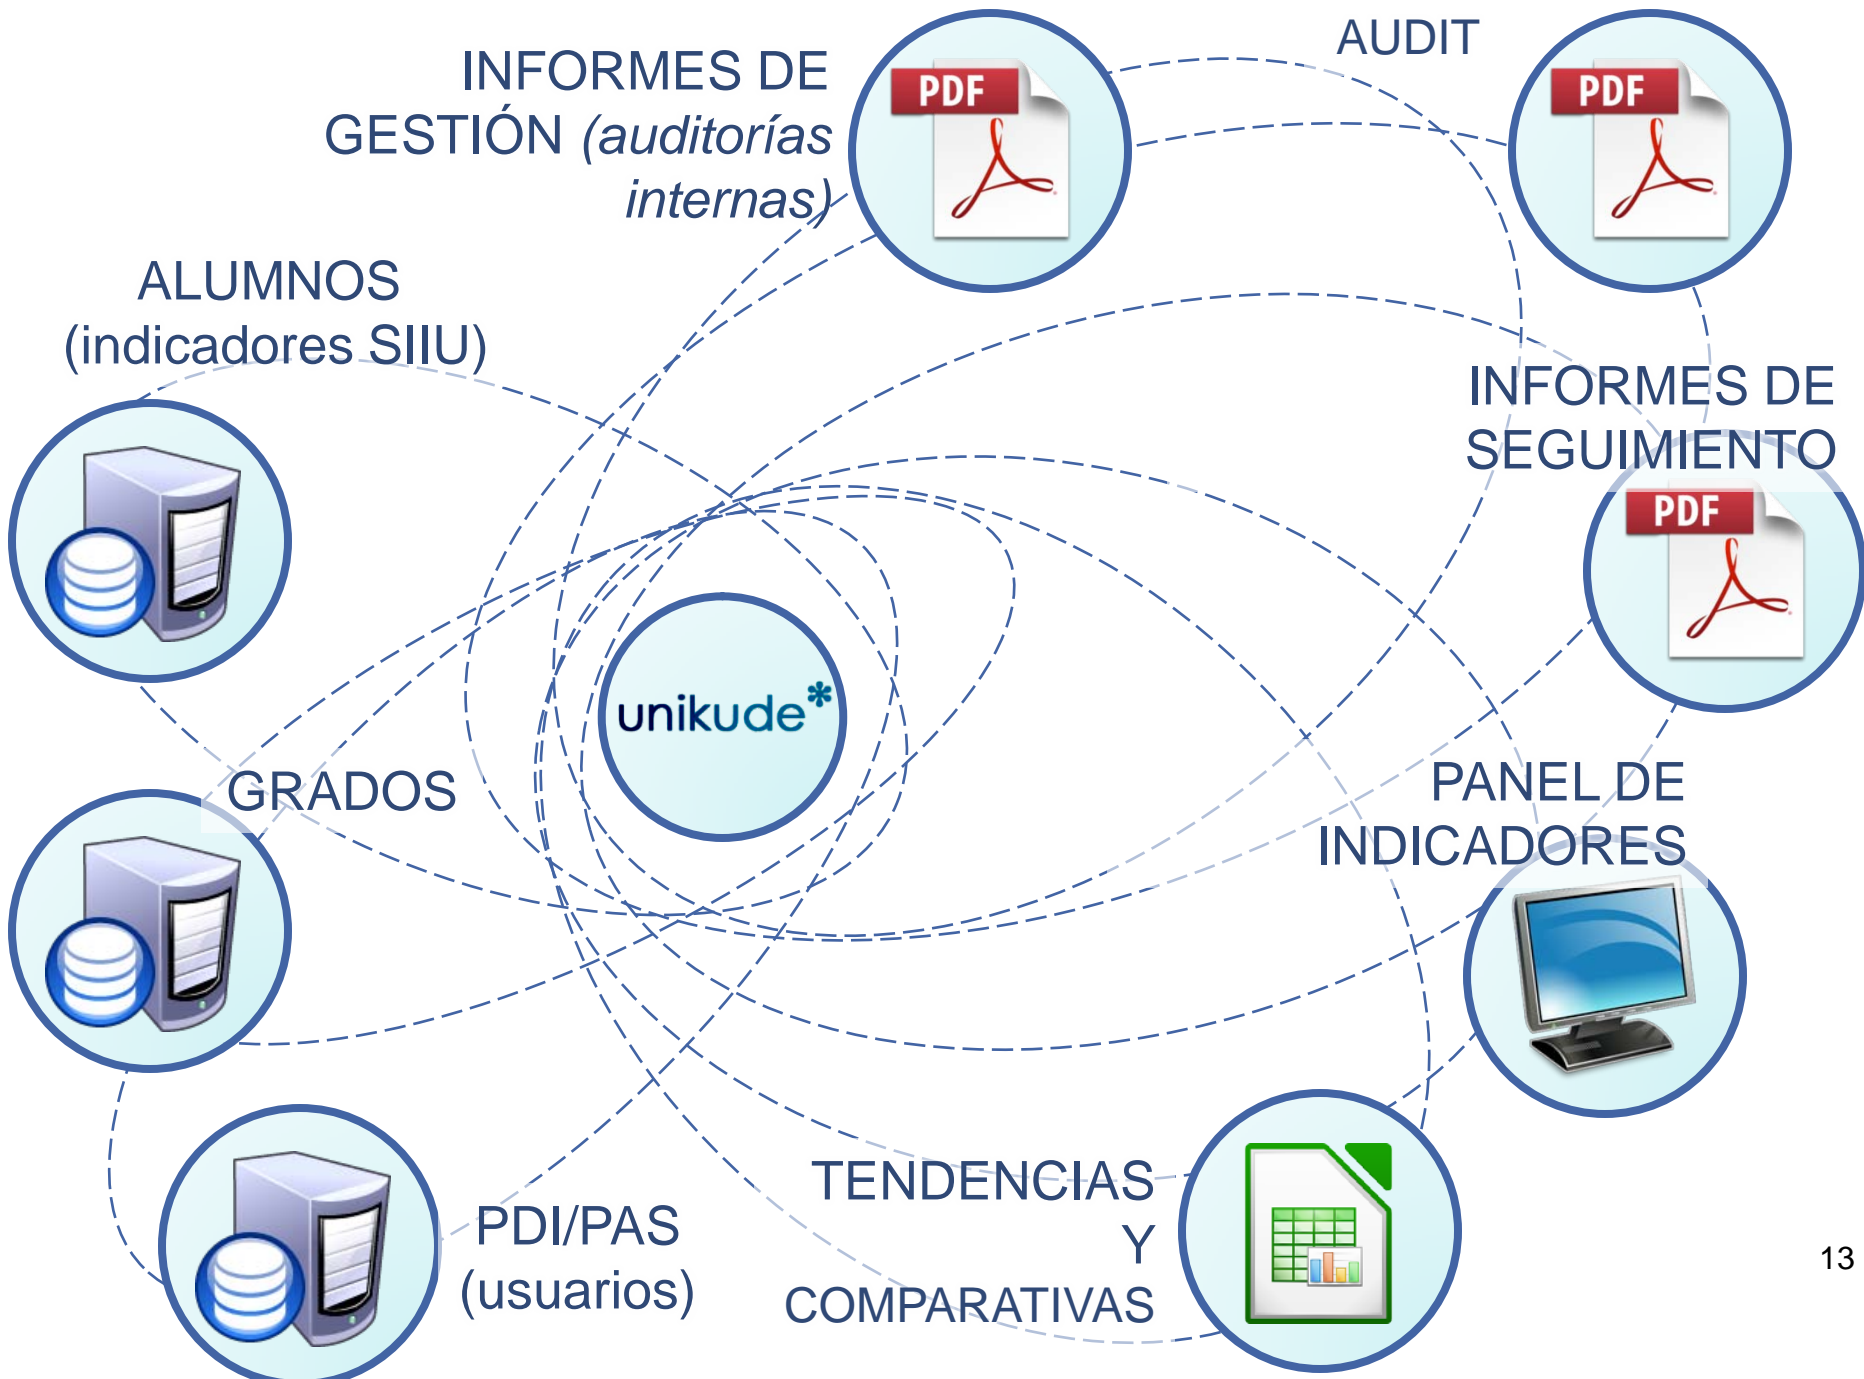 AUDIT
INFORMES DE
GESTIÓN (auditorías
internas)
PDF
PDF
ALUMNOS
(indicadores SIIU)
INFORMES DE
SEGUIMIENTO
PDF
unikude*
GRADOS
PANEL DE
INDICADORES
TENDENCIAS
Y
COMPARATIVAS
PDI/PAS
(usuarios)
13